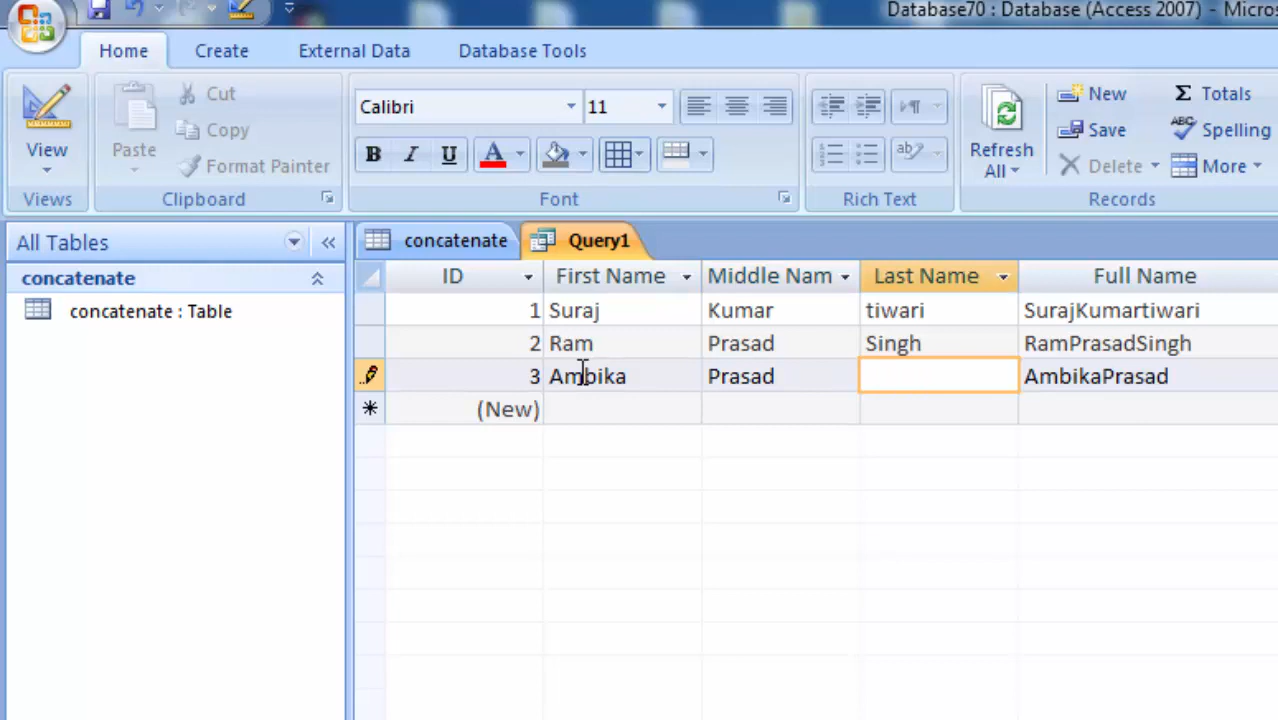 Database70 : Database (Access 2007) - Micros
Home Create External Data Database Tools
View
Views
Paste
Cut
Copy
Format Painter
Clipboard
Calibri 11
B I U A
Font
ab
Rich Text
Refresh All
New
Save
Delete
Σ Totals
ABC Spelling
More
Records
All Tables «
concatenate
concatenate : Table
concatenate Query1
ID First Name Middle Nam Last Name Full Name
1 Suraj Kumar tiwari SurajKumartiwari
2 Ram Prasad Singh RamPrasadSingh
3 Ambika Prasad AmbikaPrasad
* (New)